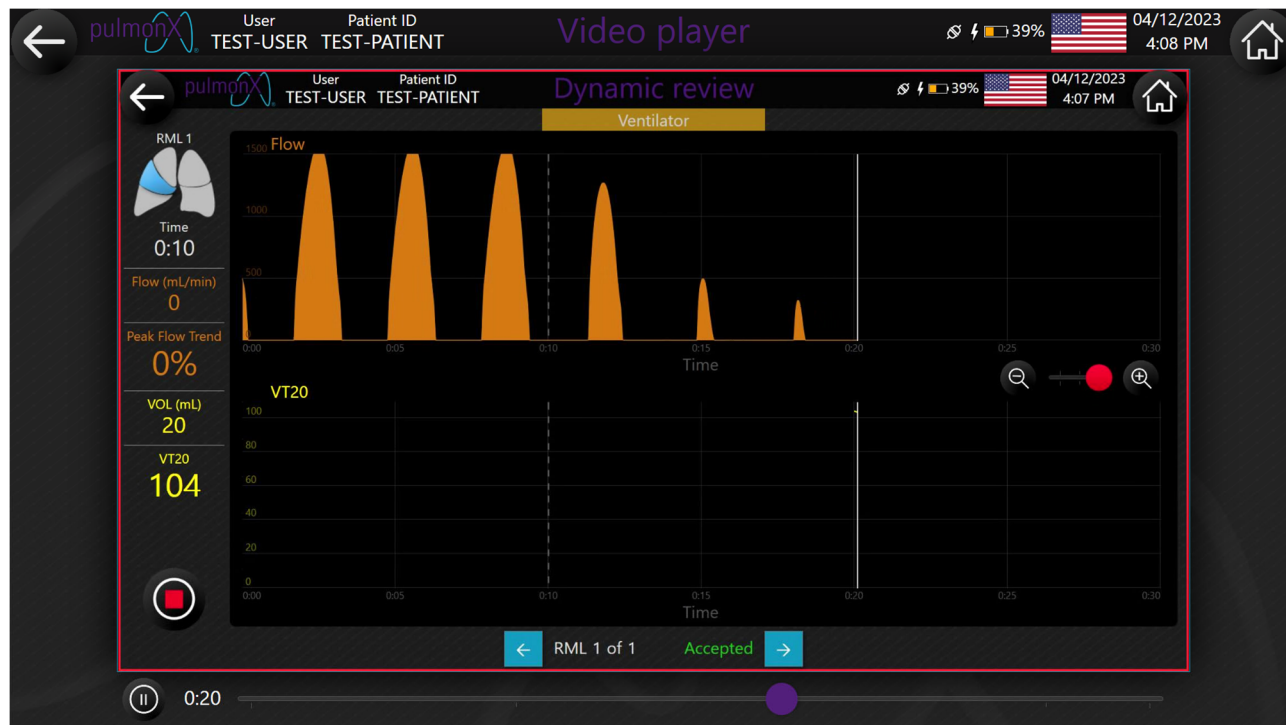 pulmonx
User
TEST-USER
Patient ID
TEST-PATIENT
Video player
39%
04/12/2023
4:08 PM
pulmonx
User
TEST-USER
Patient ID
TEST-PATIENT
Dynamic review
39%
04/12/2023
4:07 PM
Ventilator
RML 1
Time
0:10
Flow (mL/min)
0
Peak Flow Trend
0%
VOL (mL)
20
VT20
104
Flow
1500
1000
500
0
0:00 0:05 0:10 0:15 0:20 0:25 0:30
Time
VT20
100
80
60
40
20
0
0:00 0:05 0:10 0:15 0:20 0:25 0:30
Time
RML 1 of 1 Accepted
0:20